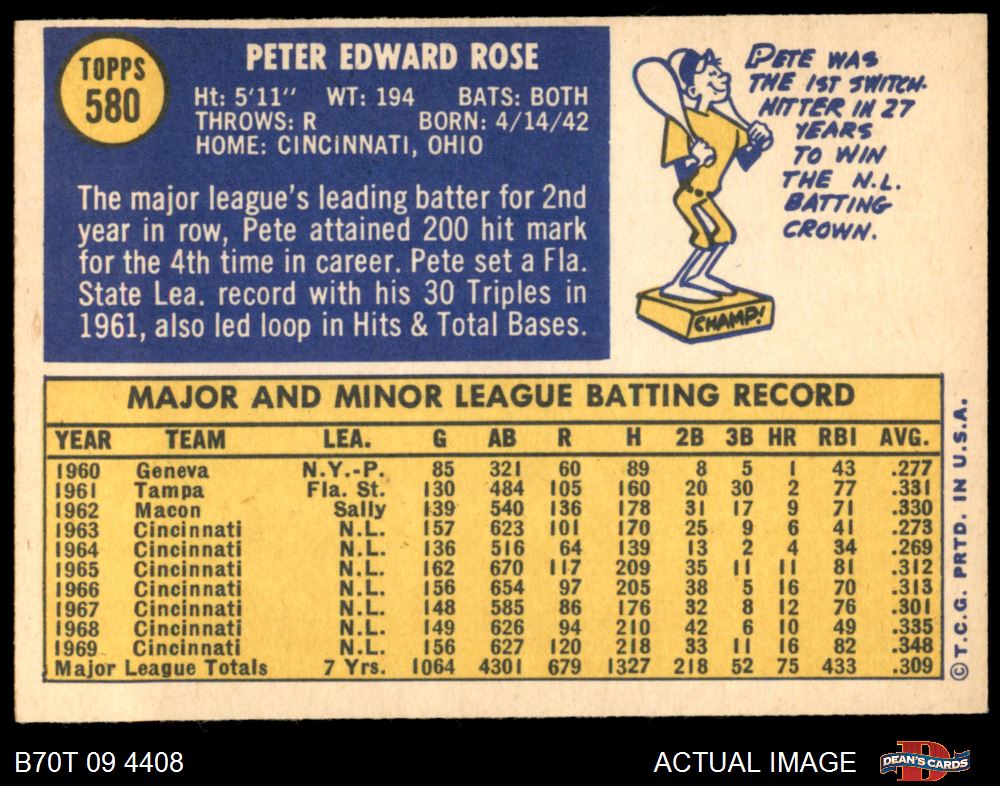 TOPPS
580
PETER EDWARD ROSE
Ht: 5'11" WT: 194 BATS: BOTH
THROWS: R BORN: 4/14/42
HOME: CINCINNATI, OHIO
The major league's leading batter for 2nd
year in row, Pete attained 200 hit mark
for the 4th time in career. Pete set a Fla.
State Lea. record with his 30 Triples in
1961, also led loop in Hits & Total Bases.
PETE WAS
THE 1ST SWITCH-
HITTER IN 27
YEARS
TO WIN
THE N.L.
BATTING
CROWN.
CHAMP!
MAJOR AND MINOR LEAGUE BATTING RECORD
YEAR TEAM LEA. G AB R H 2B 3B HR RBI AVG.
1960 Geneva N.Y.-P. 85 321 60 89 8 5 1 43 .277
1961 Tampa Fla. St. 130 484 105 160 20 30 2 77 .331
1962 Macon Sally 139 540 136 178 31 17 9 71 .330
1963 Cincinnati N.L. 157 623 101 170 25 9 6 41 .273
1964 Cincinnati N.L. 136 516 64 139 13 2 4 34 .269
1965 Cincinnati N.L. 162 670 117 209 35 11 11 81 .312
1966 Cincinnati N.L. 156 654 97 205 38 5 16 70 .313
1967 Cincinnati N.L. 148 585 86 176 32 8 12 76 .301
1968 Cincinnati N.L. 149 626 94 210 42 6 10 49 .335
1969 Cincinnati N.L. 156 627 120 218 33 11 16 82 .348
Major League Totals 7 Yrs. 1064 4301 679 1327 218 52 75 433 .309
© T.C.G. PRTD. IN U.S.A.
B70T 09 4408
ACTUAL IMAGE
D
DEAN'S CARDS